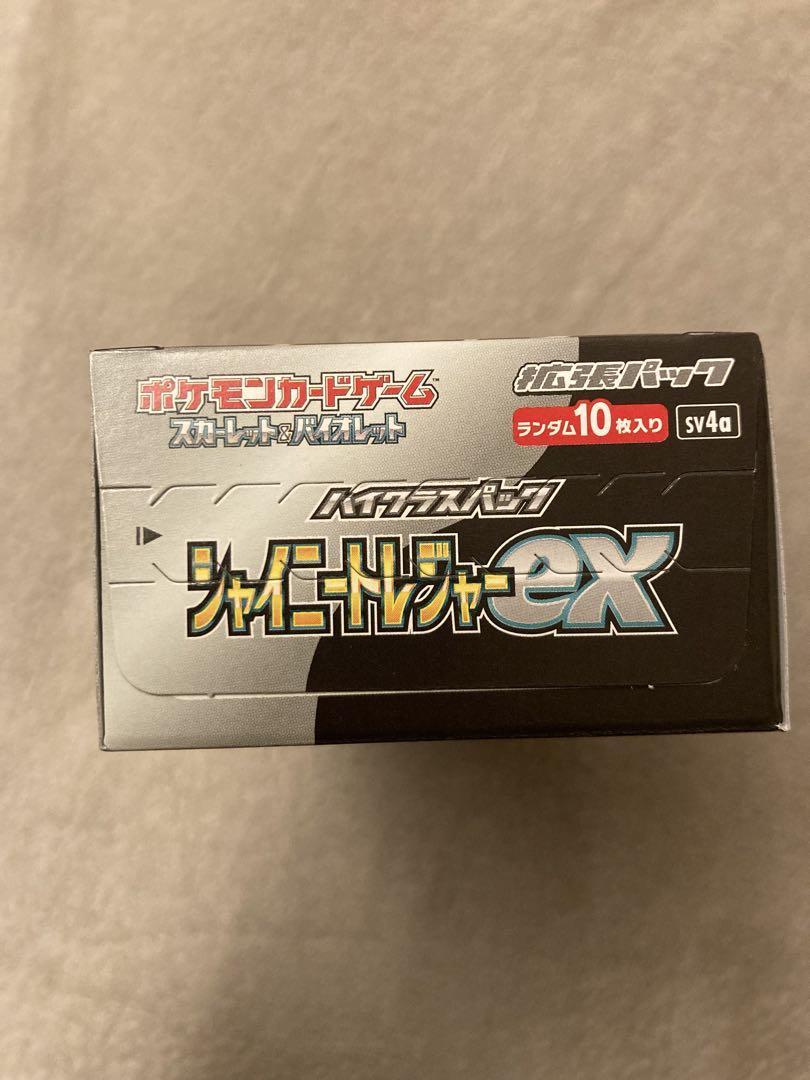 ポケモンカードゲーム™
スカーレット&バイオレット
拡張パック
ランダム10枚入り sv4a
ハイクラスパック
シャイニートレジャーex